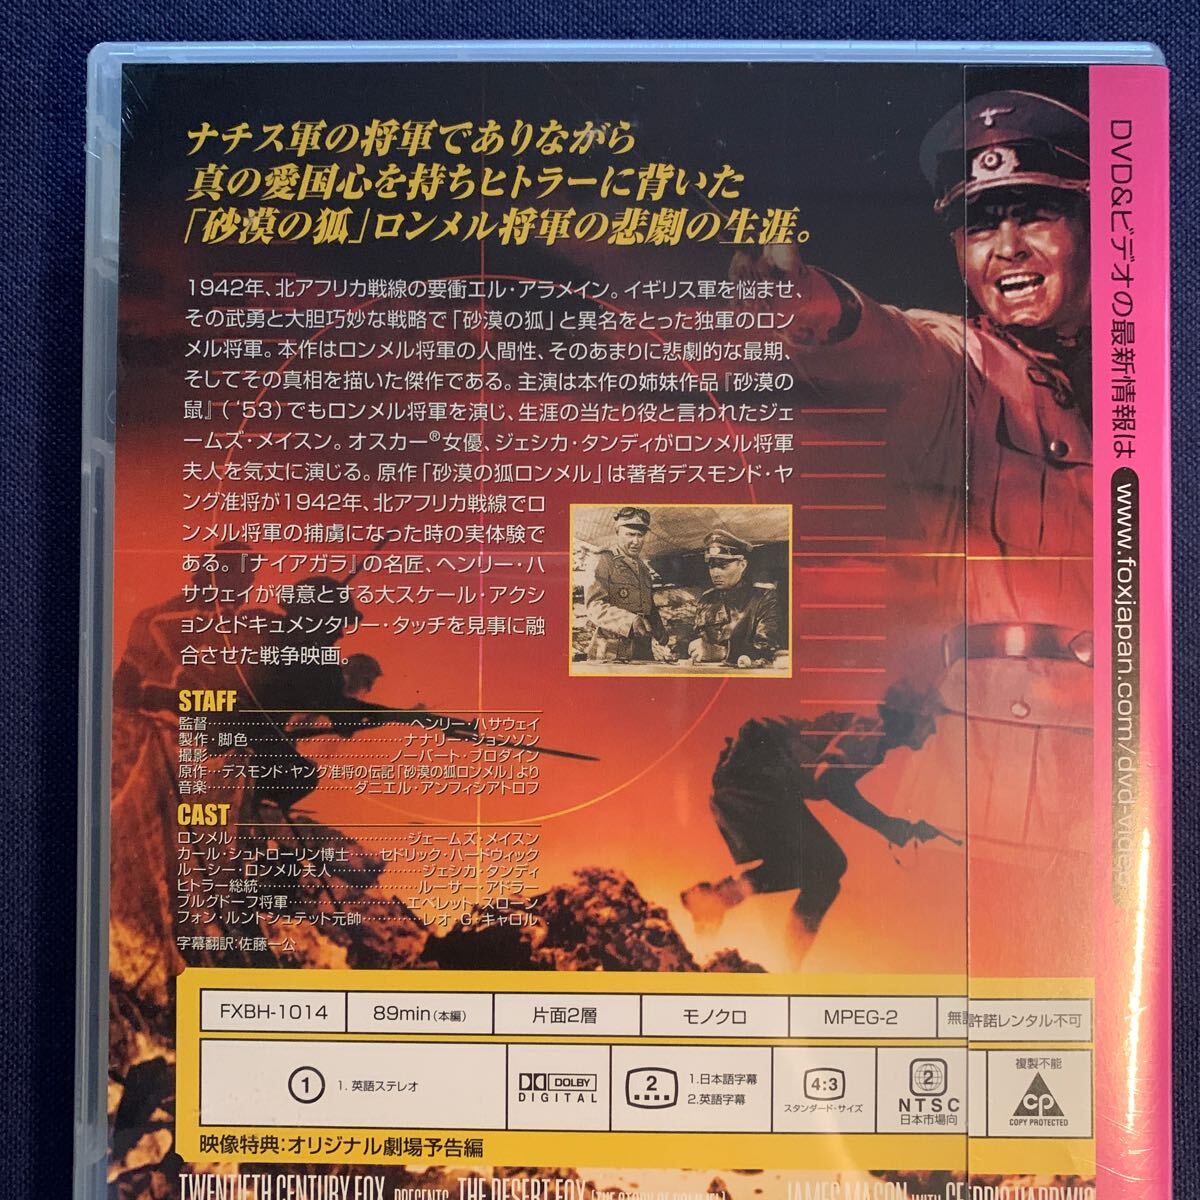 ナチス軍の将軍でありながら
真の愛国心を持ちヒトラーに背いた
「砂漠の狐」ロンメル将軍の悲劇の生涯。
1942年、北アフリカ戦線の要衝エル・アラメイン。イギリス軍を悩ませ、
その武勇と大胆巧妙な戦略で「砂漠の狐」と異名をとった独軍のロン
メル将軍。本作はロンメル将軍の人間性、そのあまりに悲劇的な最期、
そしてその真相を描いた傑作である。主演は本作の姉妹作品『砂漠の
鼠』（'53）でもロンメル将軍を演じ、生涯の当たり役と言われたジェ
ームズ・メイスン。オスカー®女優、ジェシカ・タンディがロンメル将軍
夫人を気丈に演じる。原作「砂漠の狐ロンメル」は著者デスモンド・ヤ
ング准将が1942年、北アフリカ戦線でロ
ンメル将軍の捕虜になった時の実体験で
ある。『ナイアガラ』の名匠、ヘンリー・ハ
サウェイが得意とする大スケール・アクシ
ョンとドキュメンタリー・タッチを見事に融
合させた戦争映画。
STAFF
監督……………………………ヘンリー・ハサウェイ
製作・脚色……………………ナナリー・ジョンソン
撮影……………………………ノーバート・ブロダイン
原作…デスモンド・ヤング准将の伝記「砂漠の狐ロンメル」より
音楽……………………ダニエル・アンフィシアトロフ
CAST
ロンメル…………………………ジェームズ・メイスン
カール・シュトローリン博士……セドリック・ハードウィック
ルーシー・ロンメル夫人……………ジェシカ・タンディ
ヒトラー総統………………………ルーサー・アドラー
ブルグドーフ将軍…………………エベレット・スローン
フォン・ルントシュテット元帥…………レオ・G・キャロル
字幕翻訳：佐藤一公
FXBH-1014
89min（本編）
片面2層
モノクロ
MPEG-2
無許諾レンタル不可
① 1. 英語ステレオ
DOLBY
DIGITAL
2
1.日本語字幕
2.英語字幕
4:3
スタンダード・サイズ
2
NTSC
日本市場向
複製不能
CP
COPY PROTECTED
映像特典：オリジナル劇場予告編
TWENTIETH CENTURY FOX PRESENTS THE DESERT FOX
JAMES MASON WITH
DVD&ビデオの最新情報は www.foxjapan.com/dvd-video